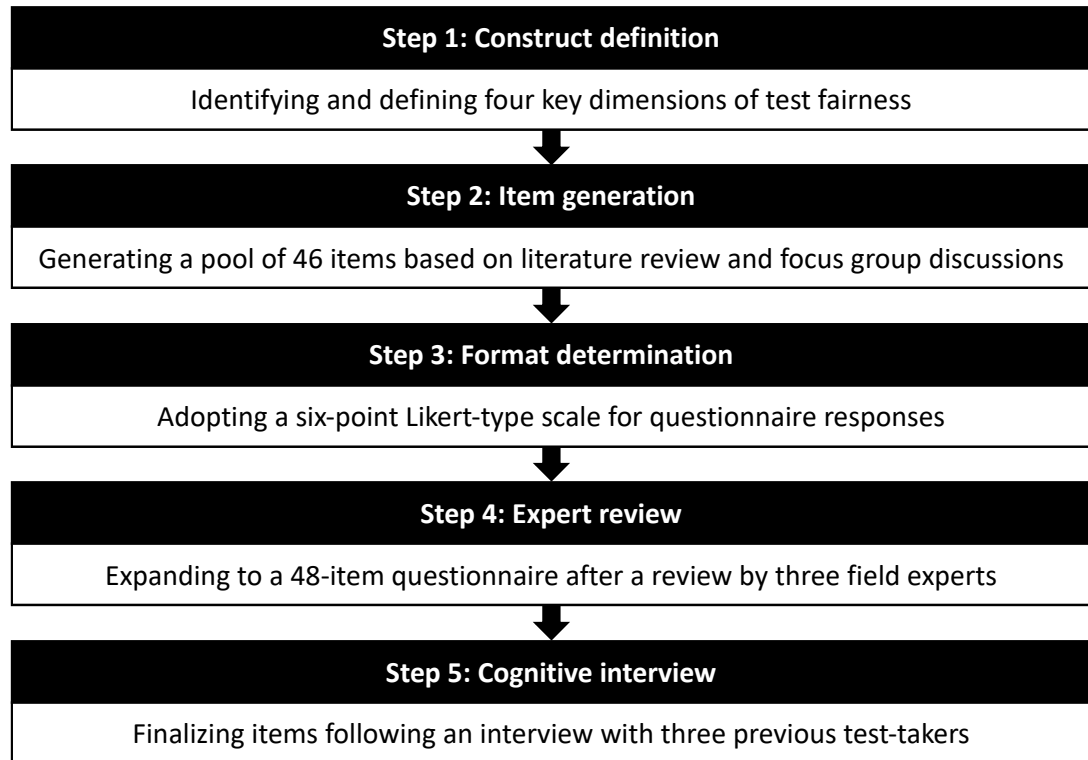 Step 1: Construct definition
Identifying and defining four key dimensions of test fairness
Step 2: Item generation
Generating a pool of 46 items based on literature review and focus group discussions
Step 3: Format determination
Adopting a six-point Likert-type scale for questionnaire responses
Step 4: Expert review
Expanding to a 48-item questionnaire after a review by three field experts
Step 5: Cognitive interview
Finalizing items following an interview with three previous test-takers